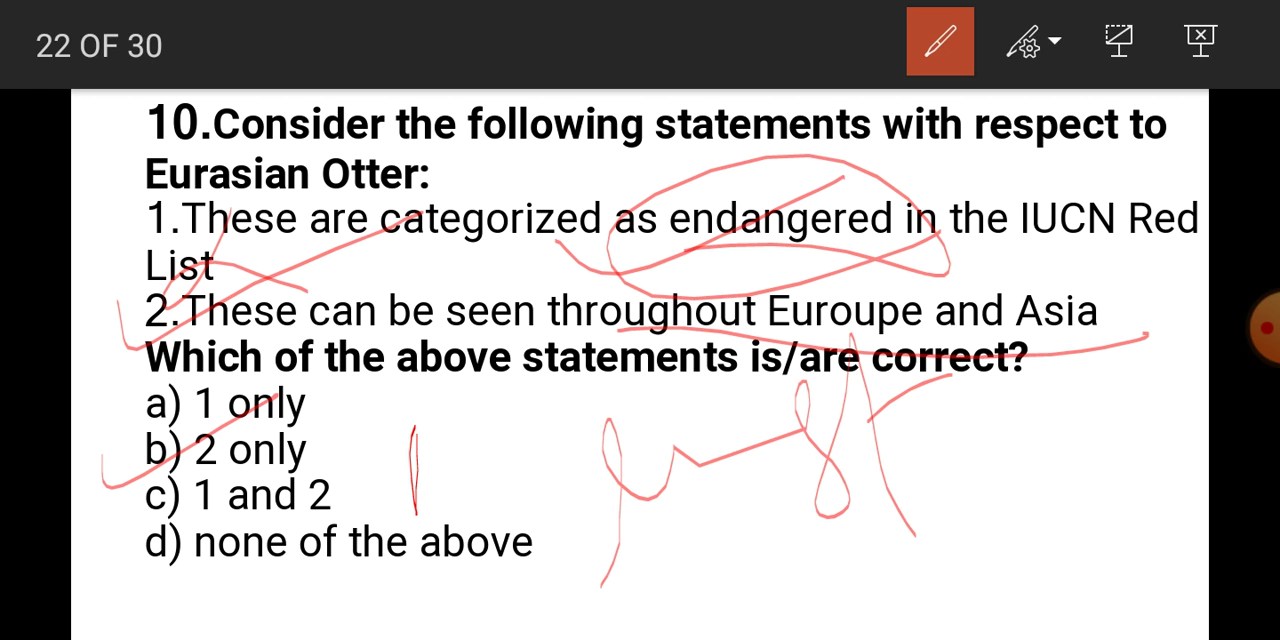 22 OF 30
10.Consider the following statements with respect to
Eurasian Otter:
1.These are categorized as endangered in the IUCN Red
List
2.These can be seen throughout Euroupe and Asia
Which of the above statements is/are correct?
a) 1 only
b) 2 only
c) 1 and 2
d) none of the above